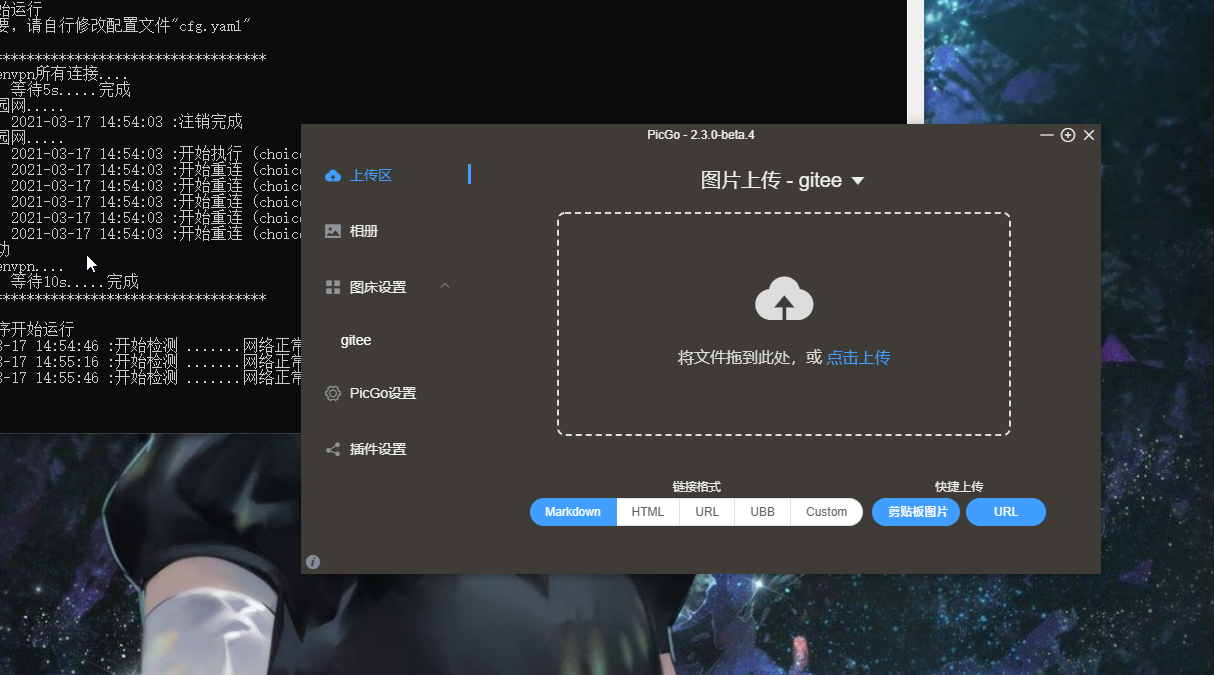 始运行
要，请自行修改配置文件"cfg.yaml"
**********************************
envpn所有连接....
等待5s.....完成
园网.....
2021-03-17 14:54:03 :注销完成
园网.....
2021-03-17 14:54:03 :开始执行 (choic
2021-03-17 14:54:03 :开始重连 (choic
2021-03-17 14:54:03 :开始重连 (choic
2021-03-17 14:54:03 :开始重连 (choic
2021-03-17 14:54:03 :开始重连 (choic
2021-03-17 14:54:03 :开始重连 (choic
功
envpn....
等待10s.....完成
**********************************
序开始运行
3-17 14:54:46 :开始检测 .......网络正常
3-17 14:55:16 :开始检测 .......网络正常
3-17 14:55:46 :开始检测 .......网络正常
PicGo - 2.3.0-beta.4
上传区
相册
图床设置
gitee
PicGo设置
插件设置
图片上传 - gitee
将文件拖到此处，或 点击上传
链接格式
快捷上传
Markdown HTML URL UBB Custom
剪贴板图片 URL